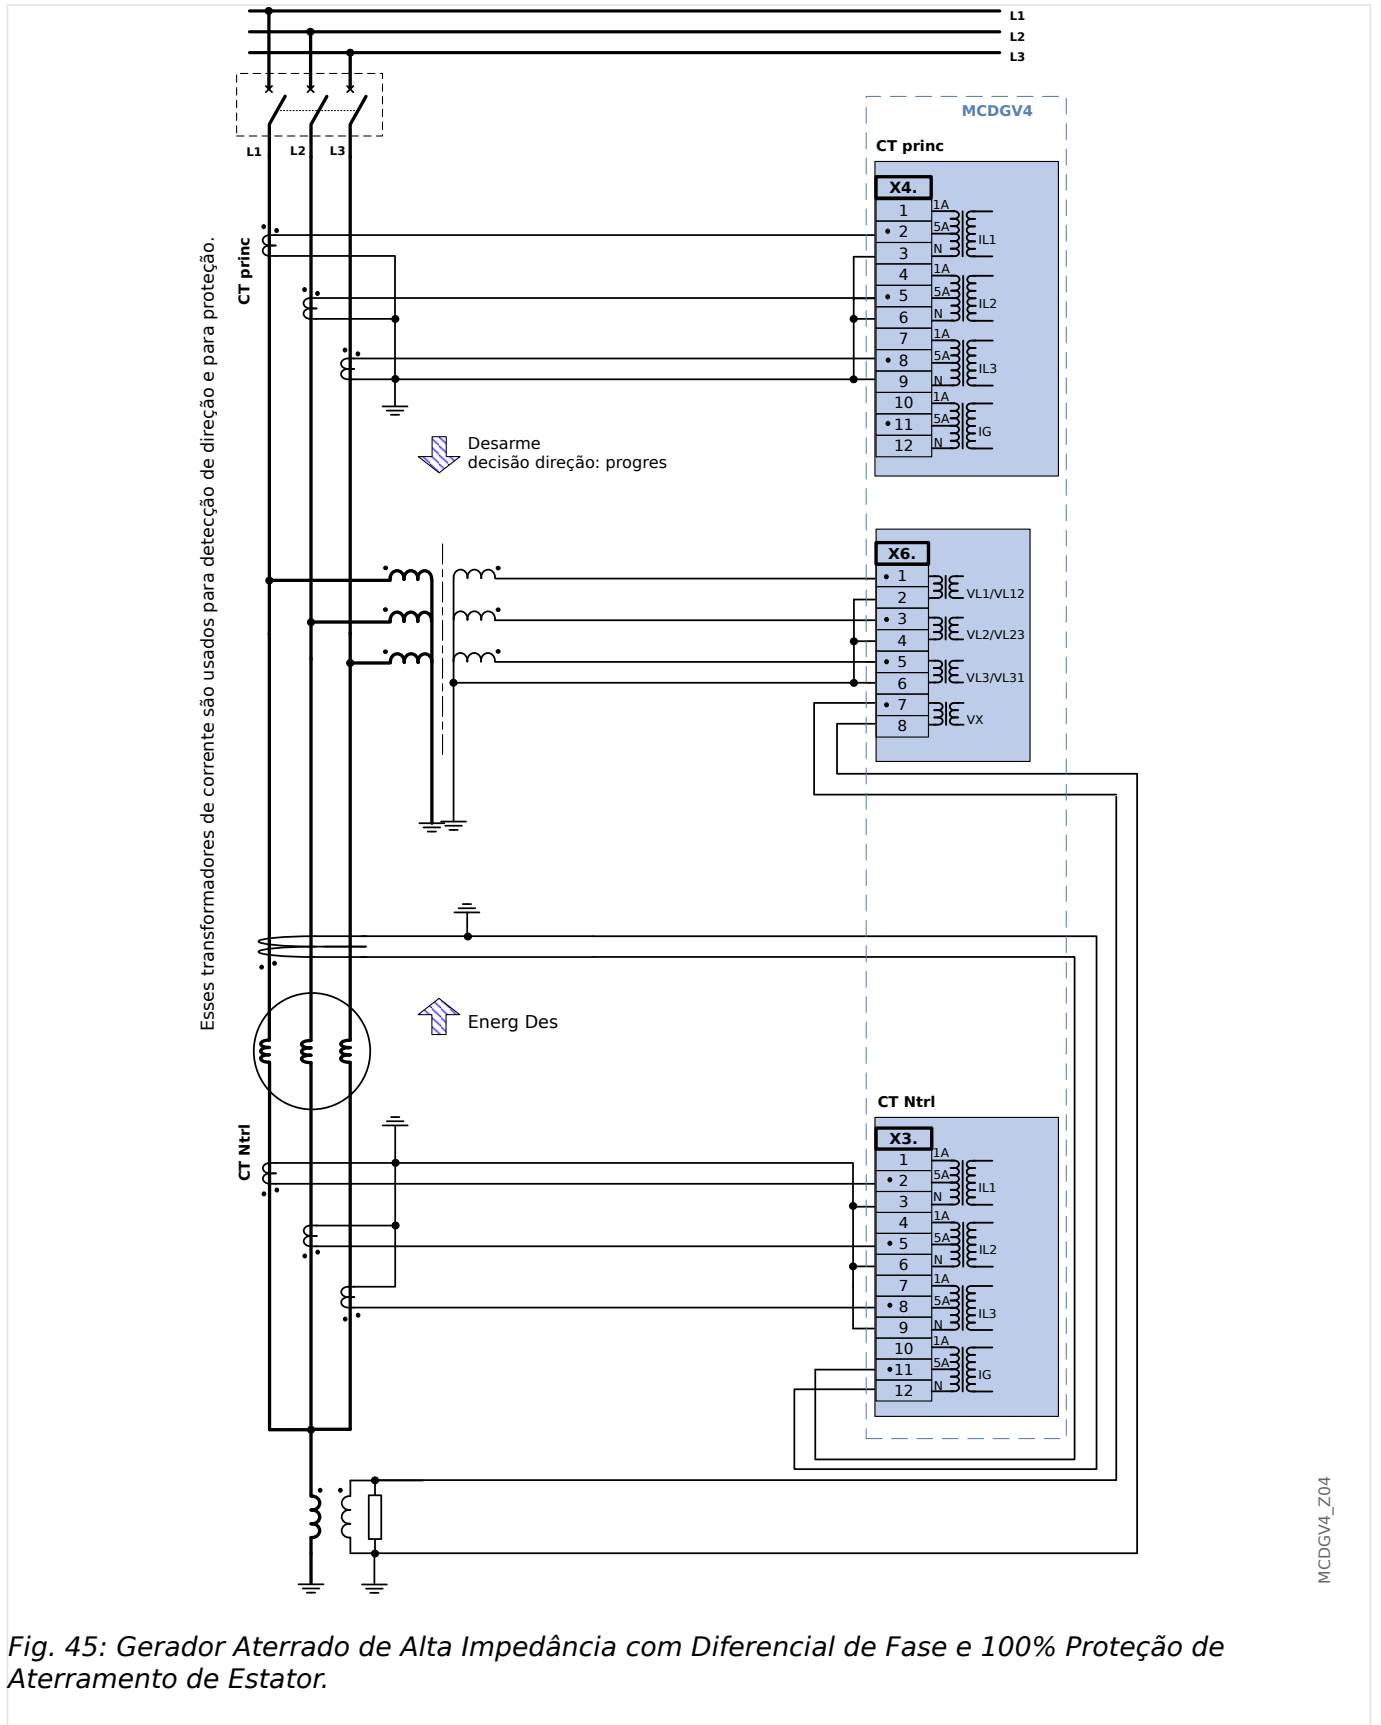 L1
L2
L3
L1 L2 L3
MCDGV4
CT princ
X4.
1 1A
2 5A IL1
3 N
4 1A
5 5A IL2
6 N
7 1A
8 5A IL3
9 N
10 1A
11 5A IG
12 N
CT princ
Esses transformadores de corrente são usados para detecção de direção e para proteção.
Desarme
decisão direção: progres
X6.
1
2 VL1/VL12
3
4 VL2/VL23
5
6 VL3/VL31
7
8 VX
Energ Des
CT Ntrl
CT Ntrl
X3.
1 1A
2 5A IL1
3 N
4 1A
5 5A IL2
6 N
7 1A
8 5A IL3
9 N
10 1A
11 5A IG
12 N
MCDGV4_Z04
Fig. 45: Gerador Aterrado de Alta Impedância com Diferencial de Fase e 100% Proteção de
Aterramento de Estator.